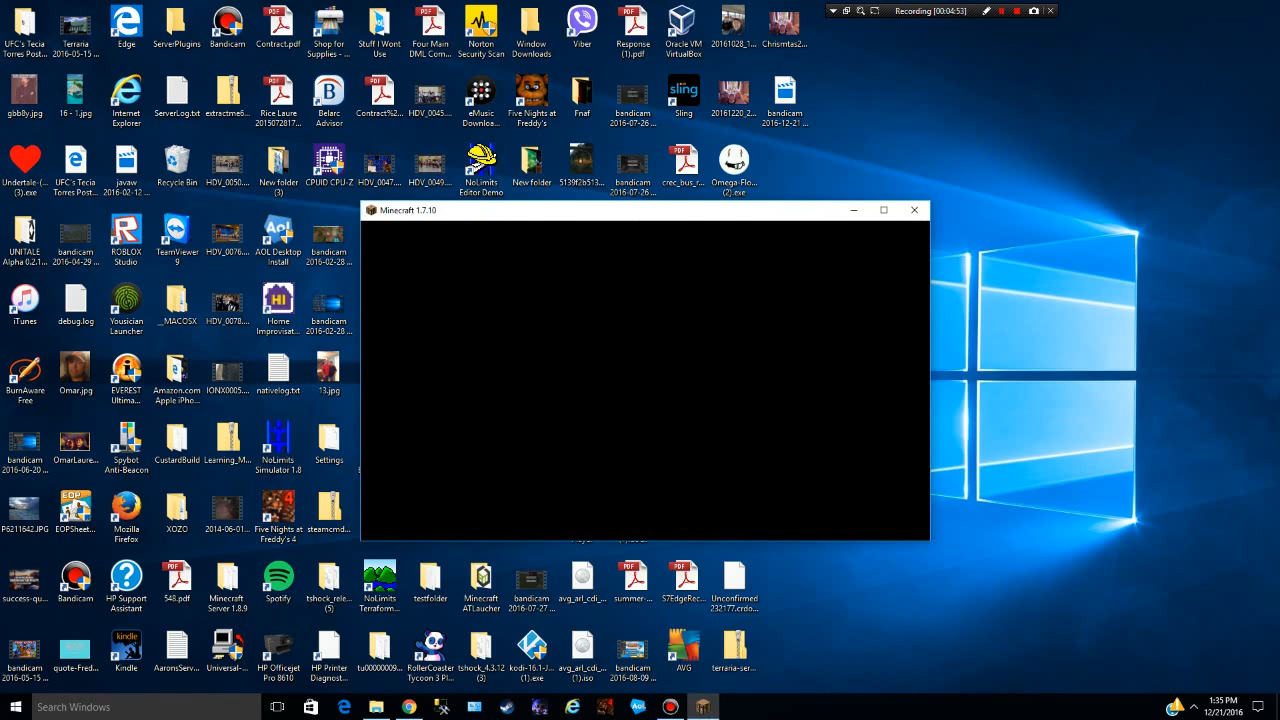 Recording [00:04:53]
UFC's Tecia
Torres Post...
Terraria
2016-05-15 ...
Edge
ServerPlugins
Bandicam
Contract.pdf
Shop for
Supplies - ...
Stuff I Wont
Use
Four Main
DML Com...
Norton
Security Scan
Window
Downloads
Viber
Response
(1).pdf
Oracle VM
VirtualBox
20161028_1...
Chrismtas2...
gbb8y.jpg
16 - 1.jpg
Internet
Explorer
ServerLog.txt
extractme6...
Rice Laure
2015072817...
Belarc
Advisor
Contract%2...
HDV_0045....
eMusic
Downloa...
Five Nights at
Freddy's
Fnaf
bandicam
2016-07-26 ...
sling
Sling
20161220_2...
bandicam
2016-12-21 ...
Undertale-(...
(3).exe
UFC's Tecia
Torres Post...
javaw
2016-02-12 ...
Recycle Bin
HDV_0050....
New folder
(3)
CPUID CPU-Z
HDV_0047....
HDV_0049....
NoLimits
Editor Demo
New folder
5139f2b513...
bandicam
2016-07-26 ...
crec_bus_r...
Omega-Flo...
(2).exe
Minecraft 1.7.10
UNITALE
Alpha 0.2.1...
bandicam
2016-04-29 ...
ROBLOX
Studio
TeamViewer
9
HDV_0076....
AOL Desktop
Install
bandicam
2016-02-28 ...
iTunes
debug.log
Yousician
Launcher
__MACOSX
HDV_0078....
Home
Improvisat...
bandicam
2016-02-28 ...
BurnAware
Free
Omar.jpg
EVEREST
Ultima...
Amazon.com
Apple iPho...
IONX0005....
nativelog.txt
13.jpg
bandicam
2016-06-20 ...
OmarLaure...
Spybot
Anti-Beacon
CustardBuild
Learning_M...
NoLimits
Simulator 1.8
Settings
P6211642.JPG
EOP
EOPSheet...
Mozilla
Firefox
XOZO
2014-06-01...
Five Nights at
Freddy's 4
steamcmd...
success-qu...
Bandicam
HP Support
Assistant
548.pdf
Minecraft
Server 1.8.9
Spotify
tshock_rele...
(5)
NoLimits
Terraform...
testfolder
Minecraft
ATLaucher
bandicam
2016-07-27 ...
avg_arl_cdi_...
(1).iso
summer-...
S7EdgeRec...
Unconfirmed
232177.crdo...
bandicam
2016-05-15 ...
quote-Fred...
kindle
Kindle
AaronsServ...
Universal-...
HP Officejet
Pro 8610
HP Printer
Diagnost...
tu00000009...
RollerCoaster
Tycoon 3 Pl...
tshock_4.3.12
(3)
kodi-16.1-J...
(1).exe
avg_arl_cdi_...
(1).iso
bandicam
2016-08-09 ...
AVG
terraria-ser...
Search Windows
1:35 PM
12/21/2016